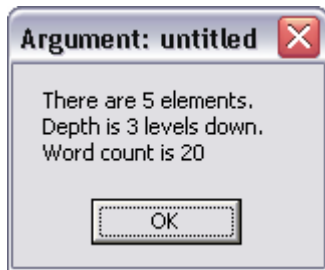 Argument: untitled
There are 5 elements.
Depth is 3 levels down.
Word count is 20
OK